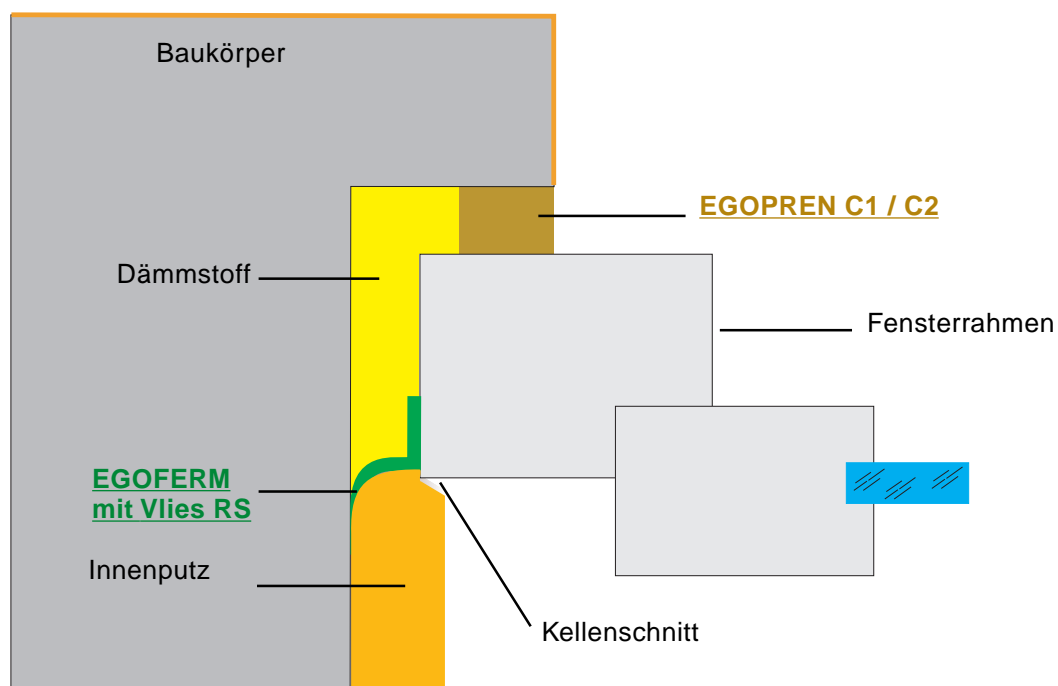 Baukörper
EGOPREN C1 / C2
Dämmstoff
Fensterrahmen
EGOFERM
mit Vlies RS
Innenputz
Kellenschnitt